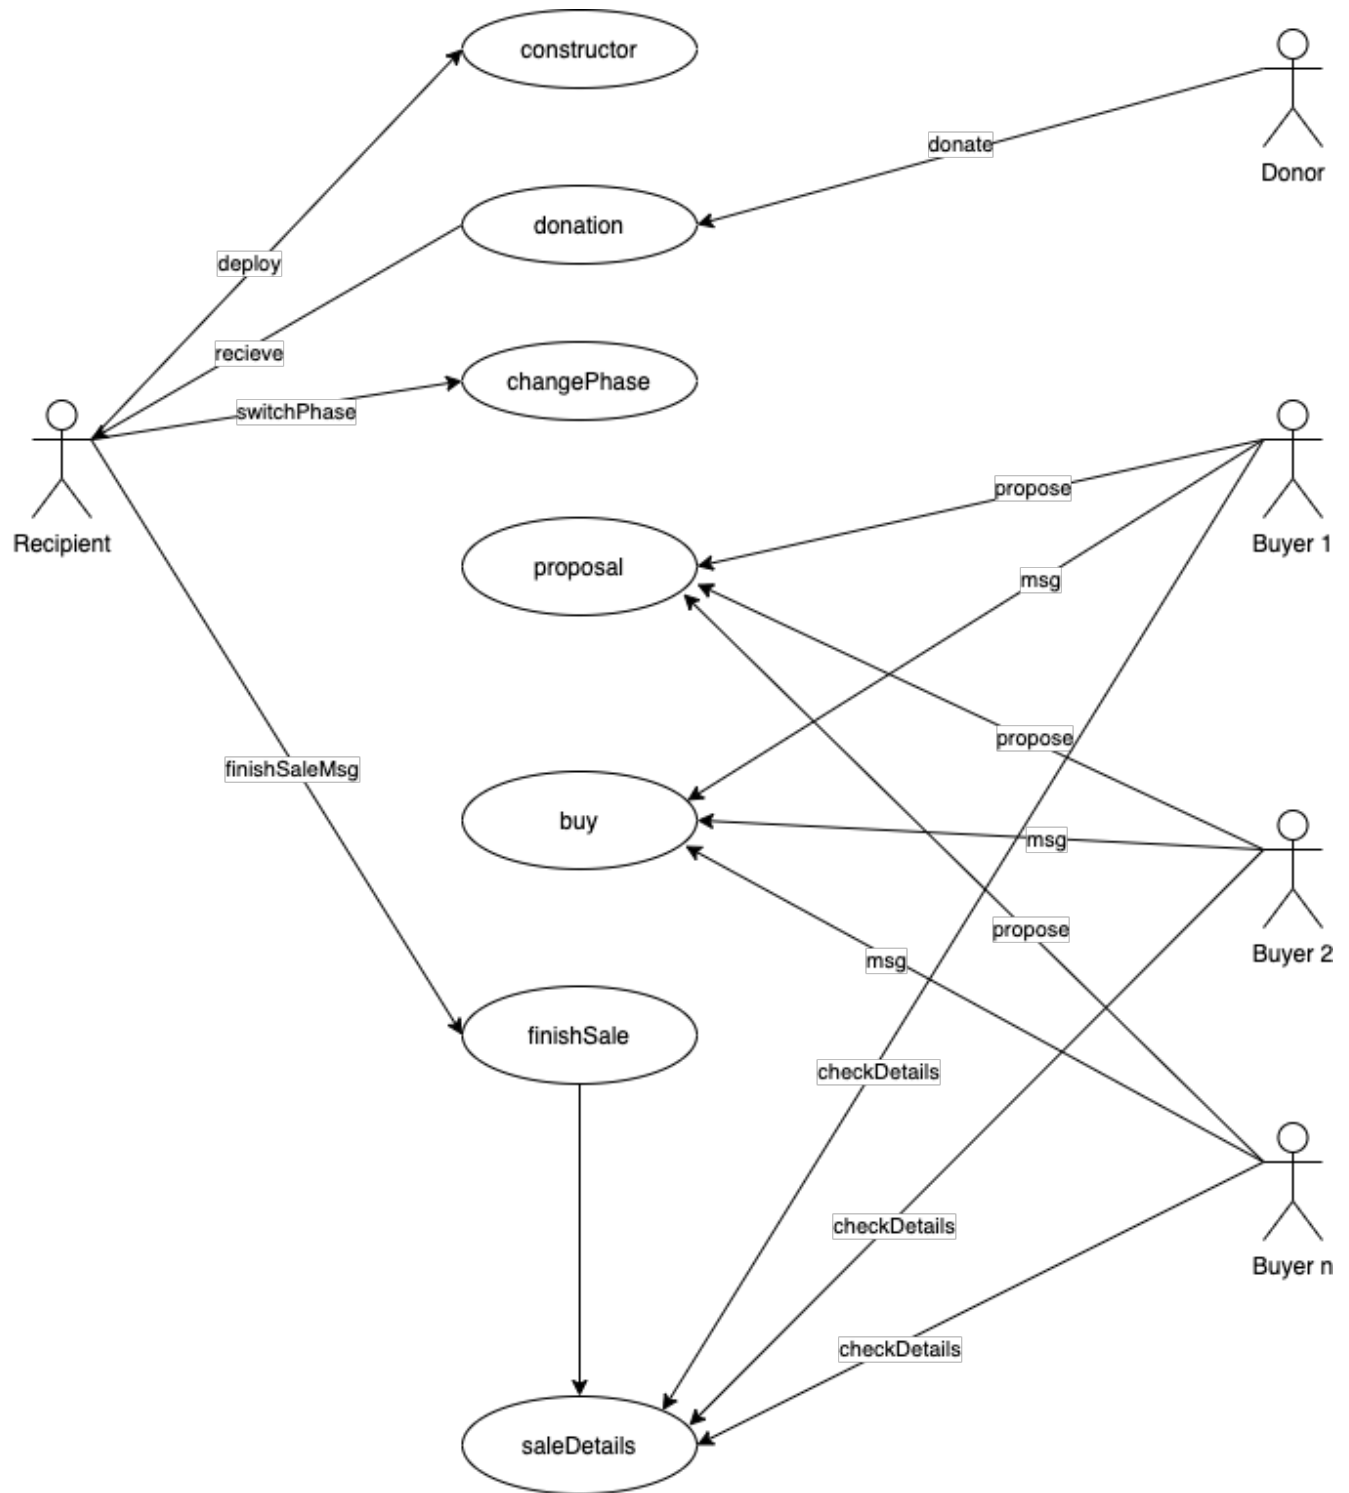 constructor
donate
Donor
donation
deploy
recieve
changePhase
switchPhase
propose
Recipient
Buyer 1
proposal
msg
propose
finishSaleMsg
buy
msg
propose
Buyer 2
msg
finishSale
checkDetails
checkDetails
Buyer n
checkDetails
saleDetails